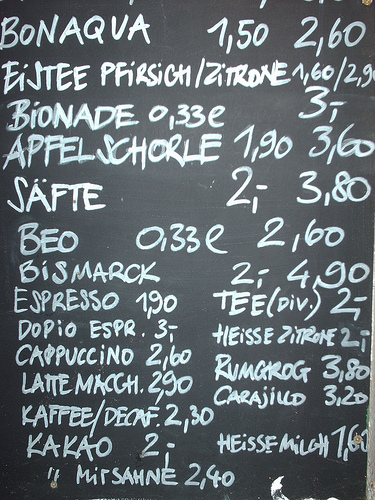 BONAQUA 1,50 2,60
EISTEE PFIRSICH/ZITRONE 1,60/2,9
BIONADE 0,33ℓ 3,-
APFELSCHORLE 1,90 3,60
SÄFTE 2,- 3,80
BEO 0,33ℓ 2,60
BISMARCK 2,- 4,90
ESPRESSO 1,90 TEE(DIV.) 2,-
DOPIO ESPR. 3,- HEISSE ZITRONE 2,-
CAPPUCCINO 2,60 RUMGROG 3,80
LATTE MACCH. 2,90 CARAJILLO 3,20
KAFFEE/DECAF. 2,30
KAKAO 2,- HEISSE MILCH 1,60
" MIT SAHNE 2,40